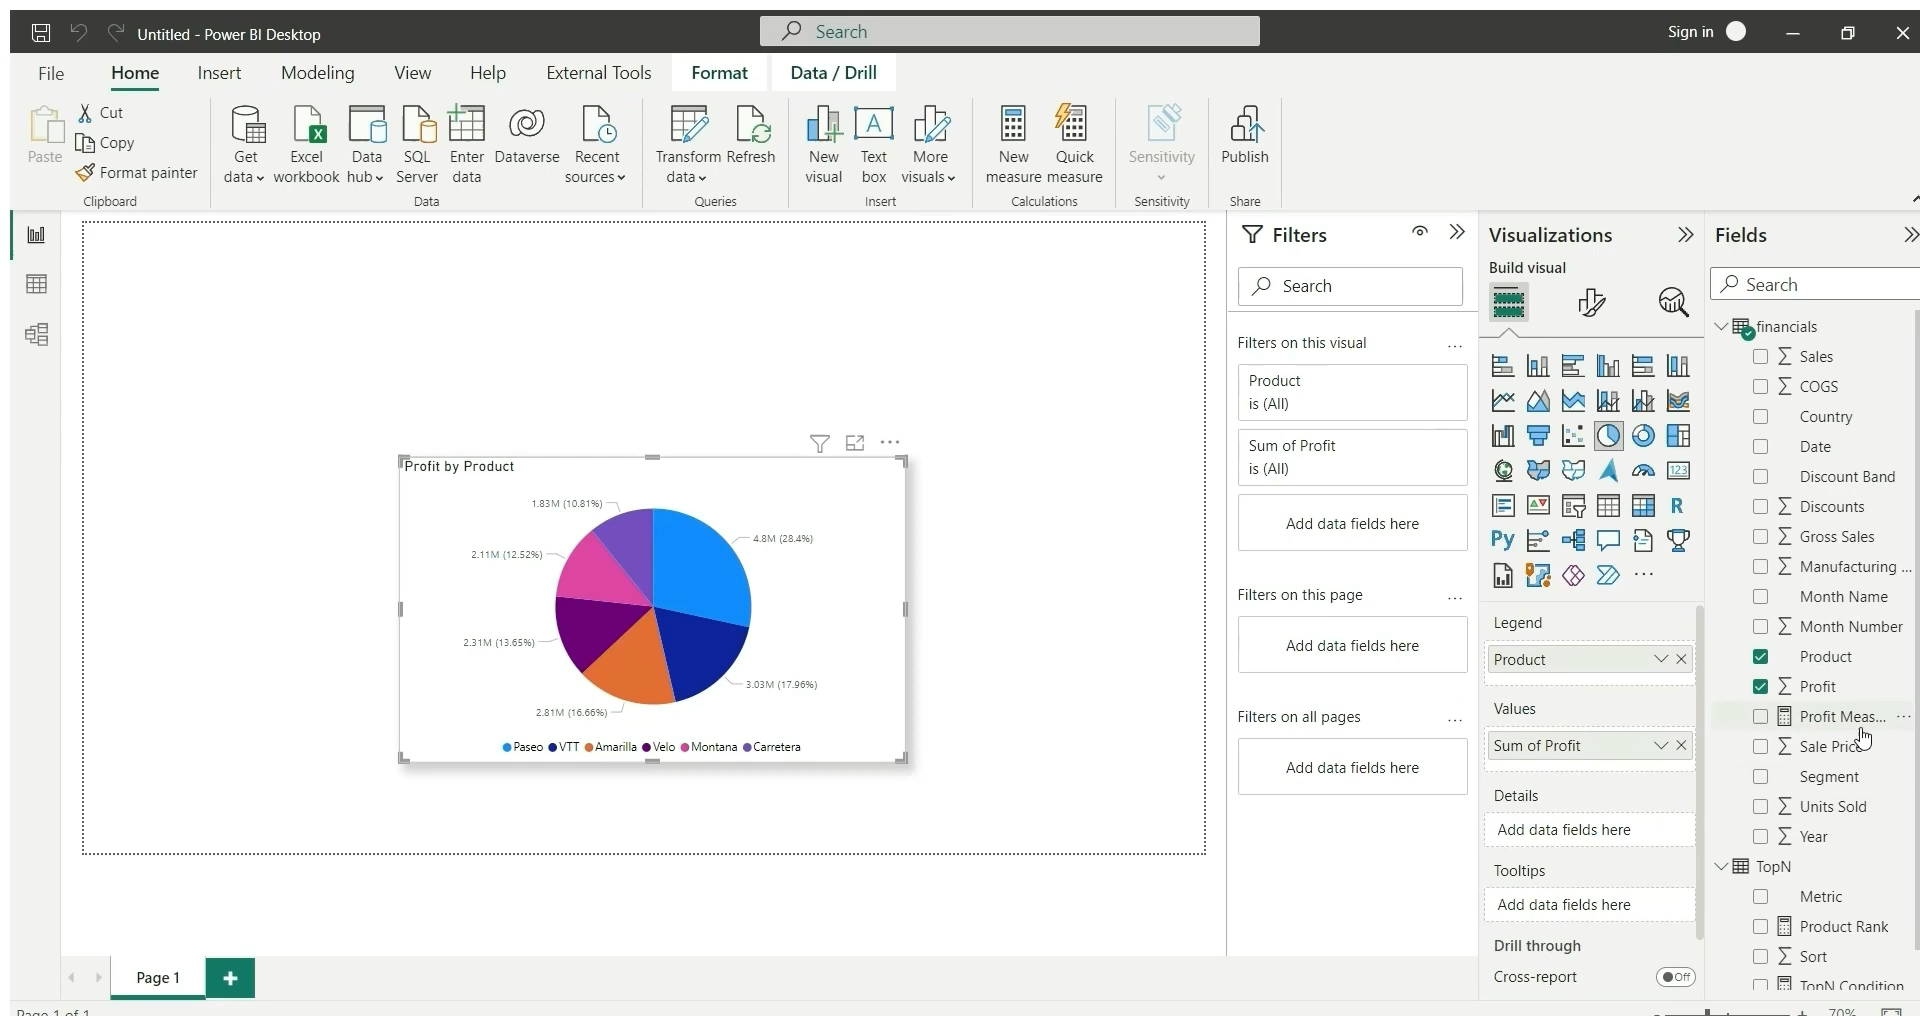 Untitled - Power BI Desktop
Search
Sign in
File
Home
Insert
Modeling
View
Help
External Tools
Format
Data / Drill
Paste
Cut
Copy
Format painter
Clipboard
Get data
Excel workbook
Data hub
SQL Server
Enter data
Dataverse
Recent sources
Data
Transform data
Refresh
Queries
New visual
Text box
More visuals
Insert
New measure
Quick measure
Calculations
Sensitivity
Sensitivity
Publish
Share
Profit by Product
1.83M (10.81%)
4.8M (28.4%)
2.11M (12.52%)
2.31M (13.65%)
3.03M (17.96%)
2.81M (16.66%)
Paseo VTT Amarilla Velo Montana Carretera
Filters
Search
Filters on this visual
Product
is (All)
Sum of Profit
is (All)
Add data fields here
Filters on this page
Add data fields here
Filters on all pages
Add data fields here
Visualizations
Build visual
123
R
Py
Legend
Product
Values
Sum of Profit
Details
Add data fields here
Tooltips
Add data fields here
Drill through
Cross-report
Off
Fields
Search
financials
Sales
COGS
Country
Date
Discount Band
Discounts
Gross Sales
Manufacturing ...
Month Name
Month Number
Product
Profit
Profit Meas...
Sale Price
Segment
Units Sold
Year
TopN
Metric
Product Rank
Sort
TopN Condition
Page 1
Page 1 of 1
70%